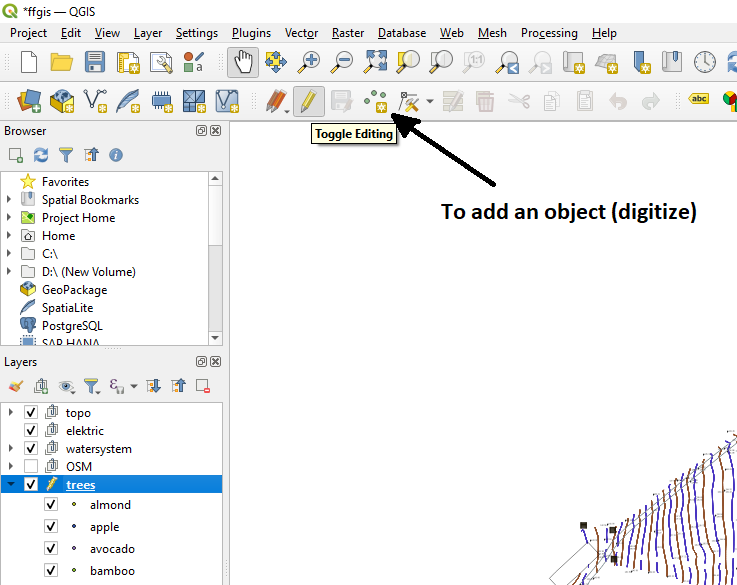 *ffgis — QGIS
Project Edit View Layer Settings Plugins Vector Raster Database Web Mesh Processing Help
1:1
a
abc
Toggle Editing
To add an object (digitize)
Browser
Favorites
Spatial Bookmarks
Project Home
Home
C:\
D:\ (New Volume)
GeoPackage
SpatiaLite
PostgreSQL
SAP HANA
Layers
topo
elektric
watersystem
OSM
trees
almond
apple
avocado
bamboo